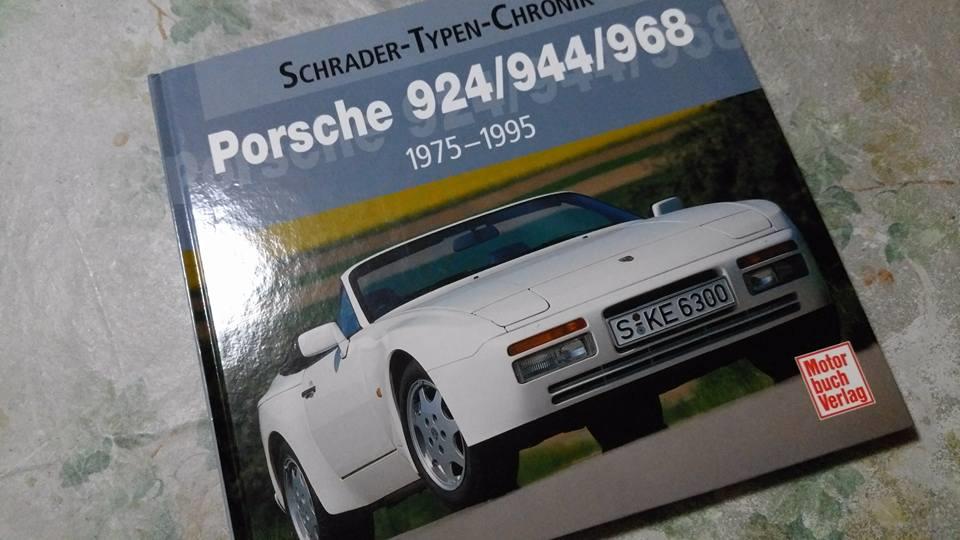 SCHRADER-TYPEN-CHRONIK
Porsche 924/944/968
1975–1995
S KE 6300
Motor
buch
Verlag